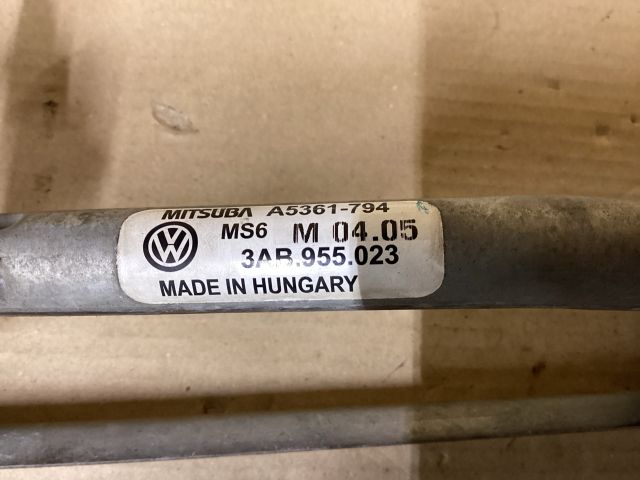 MITSUBA A5361-794
MS6 M 04.05
3AB.955.023
MADE IN HUNGARY